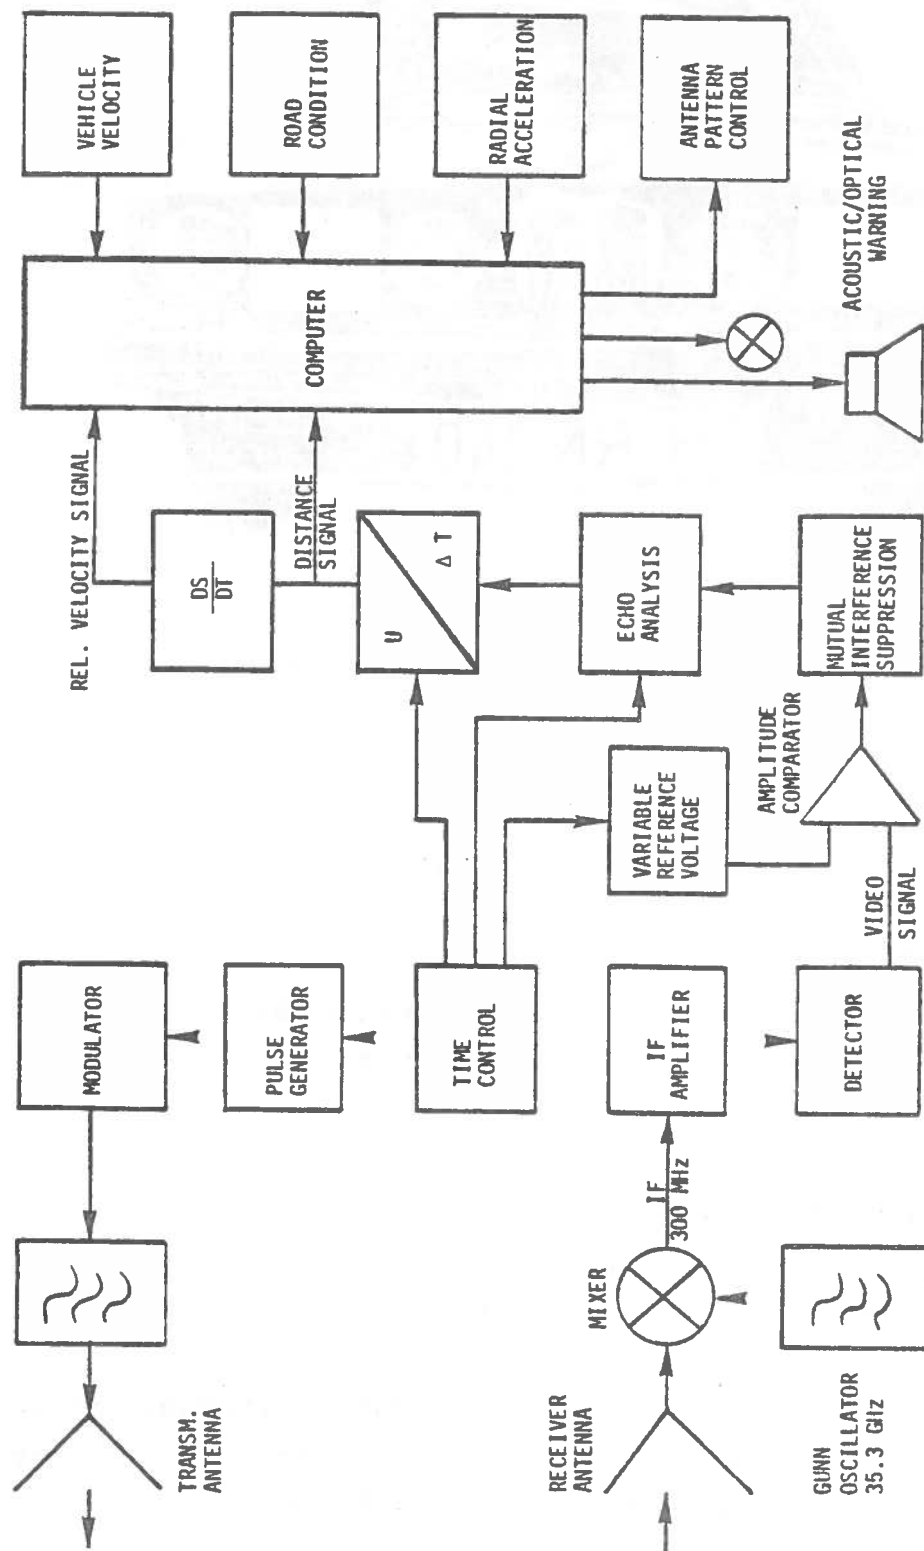 TRANSM.
ANTENNA
MODULATOR
REL. VELOCITY SIGNAL
VEHICLE
VELOCITY
PULSE
GENERATOR
DS
DT
DISTANCE
SIGNAL
COMPUTER
ROAD
CONDITION
TIME
CONTROL
U
Δ T
RADIAL
ACCELERATION
RECEIVER
ANTENNA
MIXER
IF
300 MHz
IF
AMPLIFIER
VARIABLE
REFERENCE
VOLTAGE
ECHO
ANALYSIS
ANTENNA
PATTERN
CONTROL
GUNN
OSCILLATOR
35.3 GHz
DETECTOR
VIDEO
SIGNAL
AMPLITUDE
COMPARATOR
MUTUAL
INTERFERENCE
SUPPRESSION
ACOUSTIC/OPTICAL
WARNING